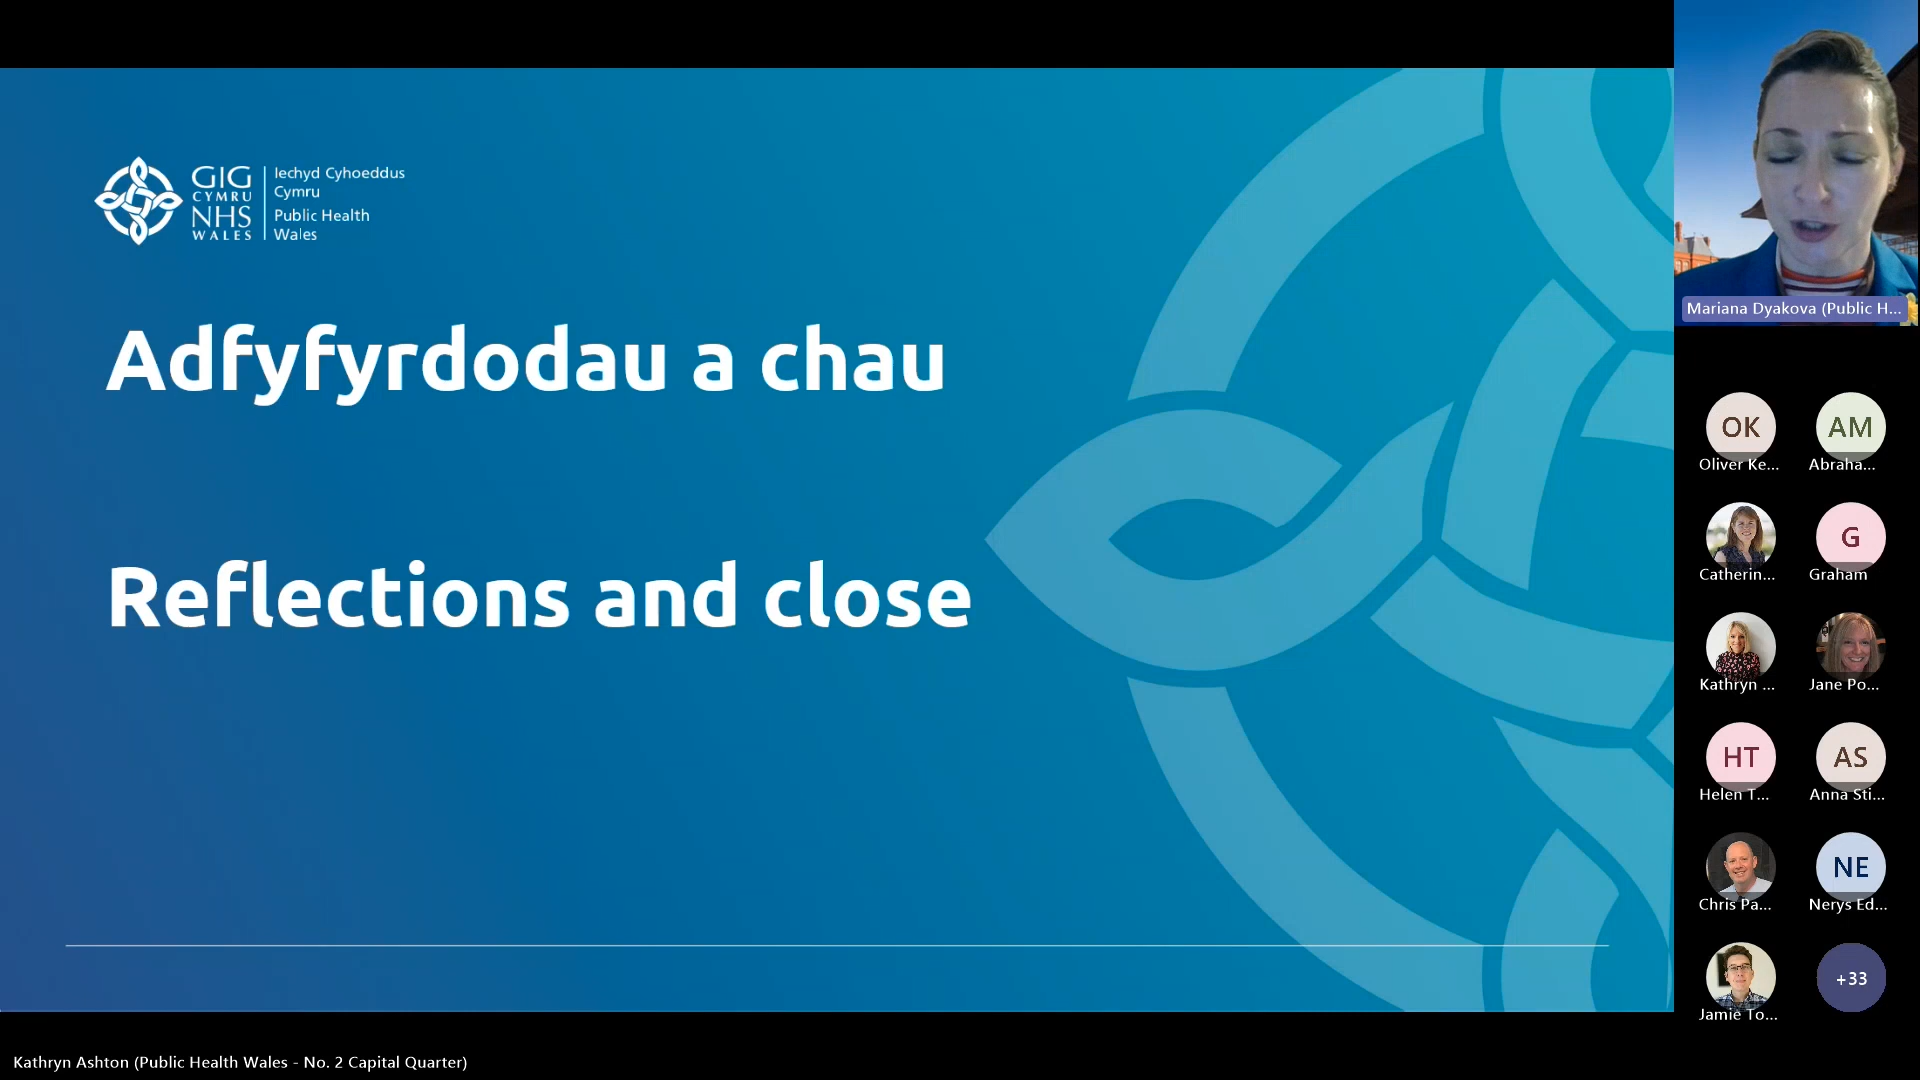 GIG
CYMRU
NHS
WALES
Iechyd Cyhoeddus
Cymru
Public Health
Wales
Adfyfyrdodau a chau
Reflections and close
Mariana Dyakova (Public H...
OK
Oliver Ke...
AM
Abraha...
Catherin...
G
Graham
Kathryn ...
Jane Po...
HT
Helen T...
AS
Anna Sti...
Chris Pa...
NE
Nerys Ed...
Jamie To...
+33
Kathryn Ashton (Public Health Wales - No. 2 Capital Quarter)